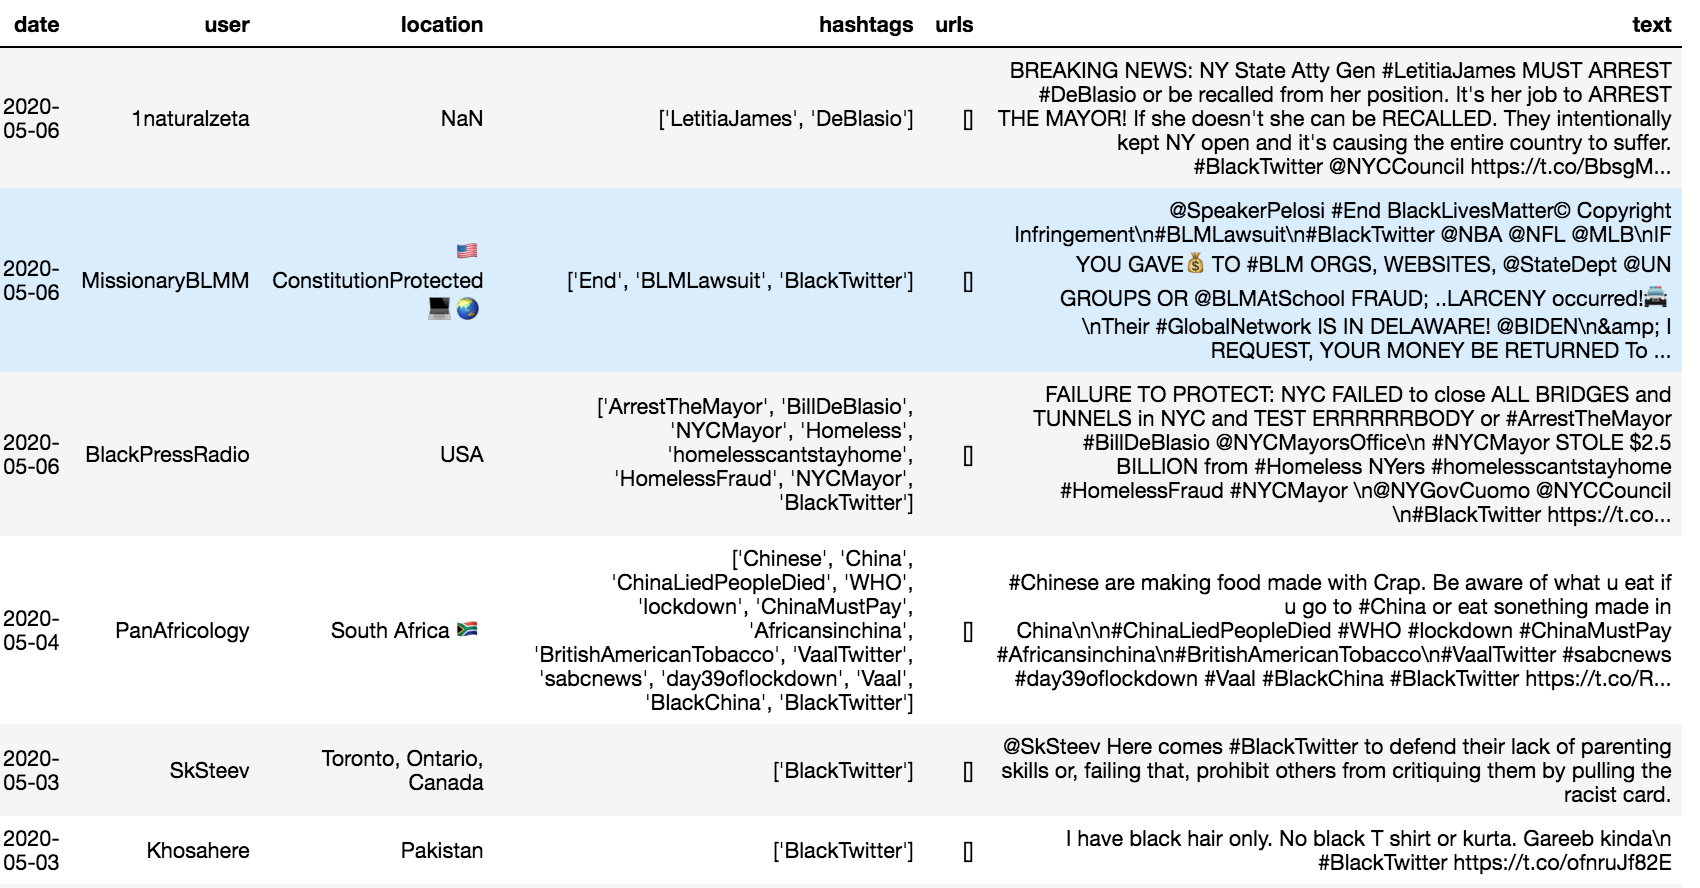 date user location hashtags urls text
BREAKING NEWS: NY State Atty Gen #LetitiaJames MUST ARREST
#DeBlasio or be recalled from her position. It's her job to ARREST
2020-
05-06
1naturalzeta NaN ['LetitiaJames', 'DeBlasio'] [] THE MAYOR! If she doesn't she can be RECALLED. They intentionally
kept NY open and it's causing the entire country to suffer.
#BlackTwitter @NYCCouncil https://t.co/BbsgM...
@SpeakerPelosi #End BlackLivesMatter© Copyright
Infringement\n#BLMLawsuit\n#BlackTwitter @NBA @NFL @MLB\nIF
🇺🇸
YOU GAVE💰 TO #BLM ORGS, WEBSITES, @StateDept @UN
2020-
05-06
MissionaryBLMM ConstitutionProtected ['End', 'BLMLawsuit', 'BlackTwitter'] []
💻🌏
GROUPS OR @BLMAtSchool FRAUD; ..LARCENY occurred!🚔
\nTheir #GlobalNetwork IS IN DELAWARE! @BIDEN\n&amp; I
REQUEST, YOUR MONEY BE RETURNED To ...
2020-
05-06
BlackPressRadio USA
['ArrestTheMayor', 'BillDeBlasio',
'NYCMayor', 'Homeless',
'homelesscantstayhome',
'HomelessFraud', 'NYCMayor',
'BlackTwitter']
[]
FAILURE TO PROTECT: NYC FAILED to close ALL BRIDGES and
TUNNELS in NYC and TEST ERRRRRRBODY or #ArrestTheMayor
#BillDeBlasio @NYCMayorsOffice\n #NYCMayor STOLE $2.5
BILLION from #Homeless NYers #homelesscantstayhome
#HomelessFraud #NYCMayor \n@NYGovCuomo @NYCCouncil
\n#BlackTwitter https://t.co...
2020-
05-04
PanAfricology South Africa 🇿🇦
['Chinese', 'China',
'ChinaLiedPeopleDied', 'WHO',
'lockdown', 'ChinaMustPay',
'Africansinchina',
'BritishAmericanTobacco', 'VaalTwitter',
'sabcnews', 'day39oflockdown', 'Vaal',
'BlackChina', 'BlackTwitter']
[]
#Chinese are making food made with Crap. Be aware of what u eat if
u go to #China or eat sonething made in
China\n\n#ChinaLiedPeopleDied #WHO #lockdown #ChinaMustPay
#Africansinchina\n#BritishAmericanTobacco\n#VaalTwitter #sabcnews
#day39oflockdown #Vaal #BlackChina #BlackTwitter https://t.co/R...
2020-
05-03
SkSteev
Toronto, Ontario,
Canada
['BlackTwitter'] []
@SkSteev Here comes #BlackTwitter to defend their lack of parenting
skills or, failing that, prohibit others from critiquing them by pulling the
racist card.
2020-
05-03
Khosahere Pakistan ['BlackTwitter'] []
I have black hair only. No black T shirt or kurta. Gareeb kinda\n
#BlackTwitter https://t.co/ofnruJf82E